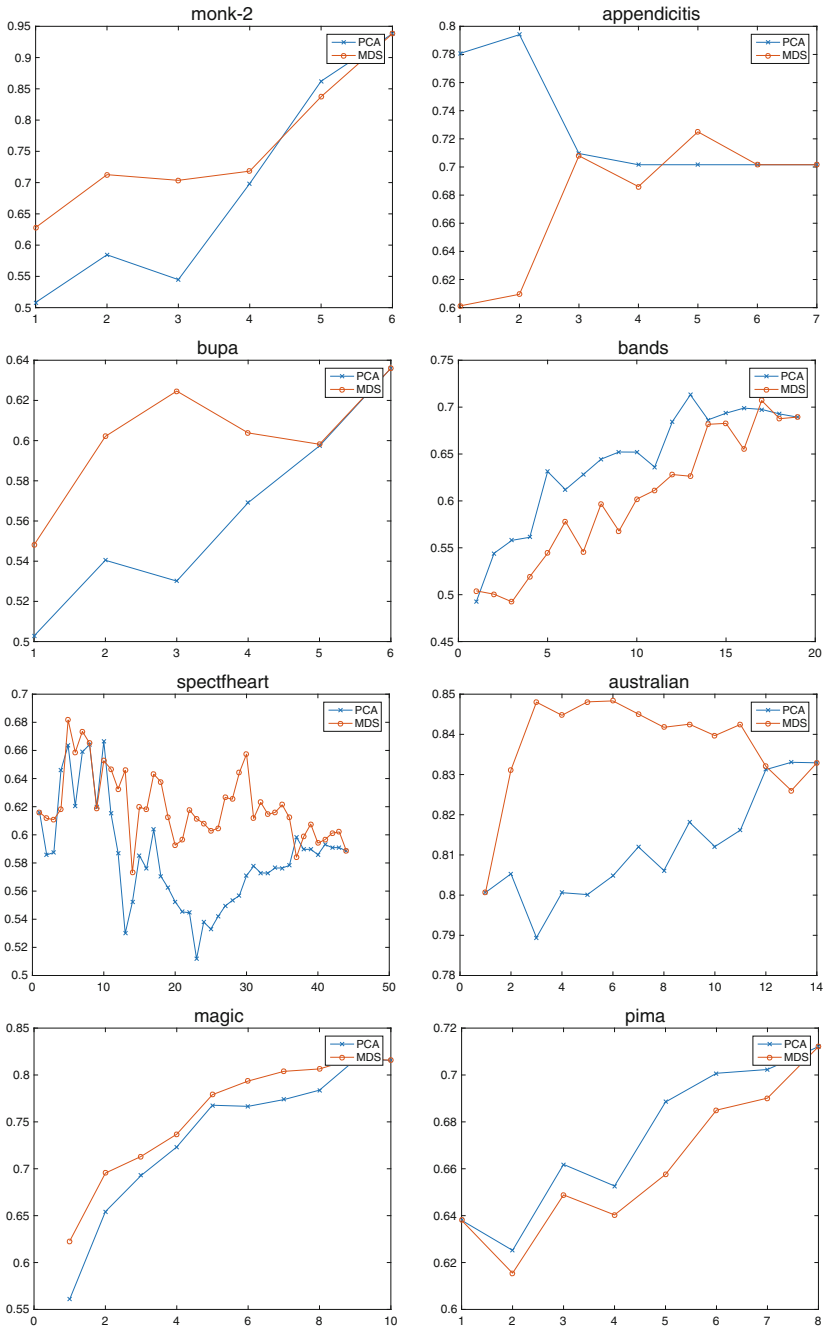 monk-2
0.95
0.9
0.85
0.8
0.75
0.7
0.65
0.6
0.55
0.5
1 2 3 4 5 6
PCA
MDS
appendicitis
0.8
0.78
0.76
0.74
0.72
0.7
0.68
0.66
0.64
0.62
0.6
1 2 3 4 5 6 7
PCA
MDS
bupa
0.64
0.62
0.6
0.58
0.56
0.54
0.52
0.5
1 2 3 4 5 6
PCA
MDS
bands
0.75
0.7
0.65
0.6
0.55
0.5
0.45
0 5 10 15 20
PCA
MDS
spectfheart
0.7
0.68
0.66
0.64
0.62
0.6
0.58
0.56
0.54
0.52
0.5
0 10 20 30 40 50
PCA
MDS
australian
0.85
0.84
0.83
0.82
0.81
0.8
0.79
0.78
0 2 4 6 8 10 12 14
PCA
MDS
magic
0.85
0.8
0.75
0.7
0.65
0.6
0.55
0 2 4 6 8 10
PCA
MDS
pima
0.72
0.7
0.68
0.66
0.64
0.62
0.6
1 2 3 4 5 6 7 8
PCA
MDS